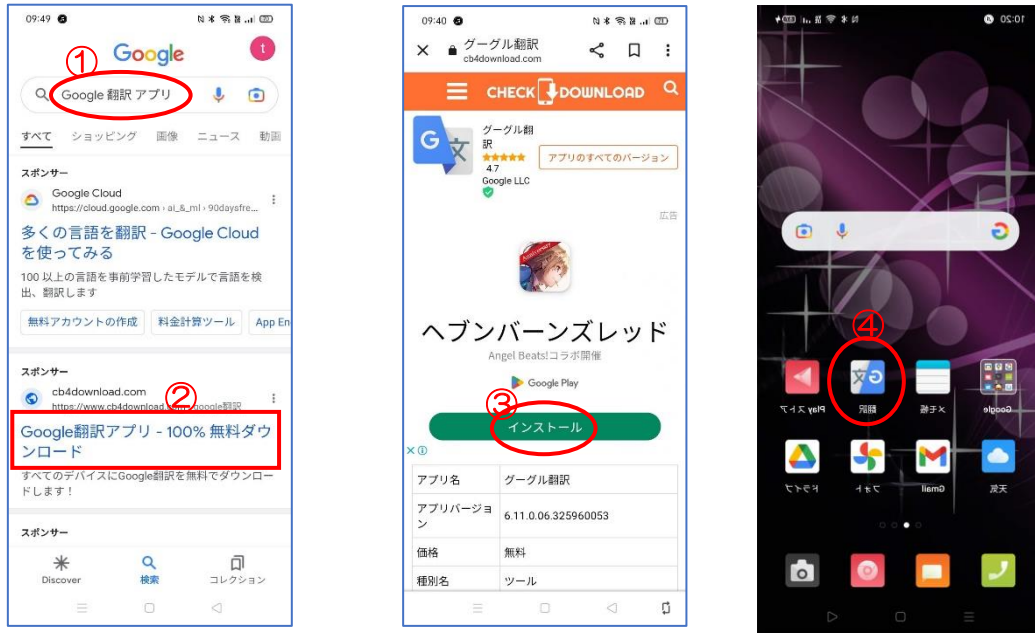 09:49
Google
t
①
Google 翻訳 アプリ
すべて ショッピング 画像 ニュース 動画
スポンサー
Google Cloud
https://cloud.google.com › ai_&_ml › 90daysfre...
多くの言語を翻訳 - Google Cloud
を使ってみる
100 以上の言語を事前学習したモデルで言語を検
出、翻訳します
無料アカウントの作成 料金計算ツール App En
スポンサー
②
cb4download.com
https://www.cb4download. google翻訳
Google翻訳アプリ - 100% 無料ダウ
ンロード
すべてのデバイスにGoogle翻訳を無料でダウンロー
ドします！
スポンサー
Discover 検索 コレクション
09:40
グーグル翻訳
cb4download.com
CHECK DOWNLOAD
グーグル翻
訳
4.7
Google LLC
アプリのすべてのバージョン
広告
ヘブンバーンズレッド
Angel Beats!コラボ開催
Google Play
③
インストール
アプリ名 グーグル翻訳
アプリバージョ
ン
6.11.0.06.325960053
価格 無料
種別名 ツール
05:01
④
Play ストア 翻訳 メモ帳 Google
ドライブ フォト Gmail 天気